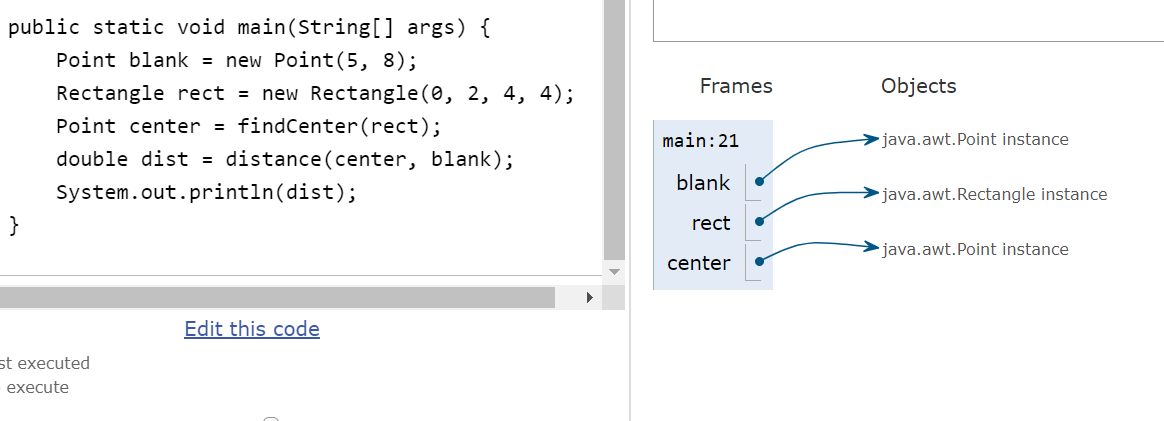 public static void main(String[] args) {
    Point blank = new Point(5, 8);
    Rectangle rect = new Rectangle(0, 2, 4, 4);
    Point center = findCenter(rect);
    double dist = distance(center, blank);
    System.out.println(dist);
}
Edit this code
st executed
execute
Frames
Objects
main:21
blank
rect
center
java.awt.Point instance
java.awt.Rectangle instance
java.awt.Point instance